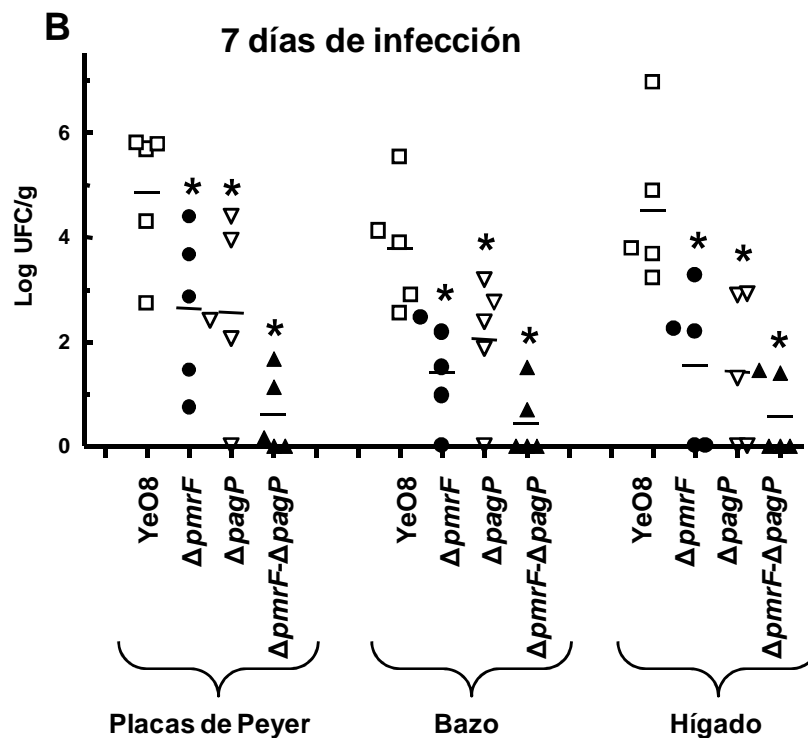 B
7 días de infección
Log UFC/g
6
4
2
0
* * * * * * * * *
YeO8 ΔpmrF ΔpagP ΔpmrF-ΔpagP YeO8 ΔpmrF ΔpagP ΔpmrF-ΔpagP YeO8 ΔpmrF ΔpagP ΔpmrF-ΔpagP
Placas de Peyer Bazo Hígado